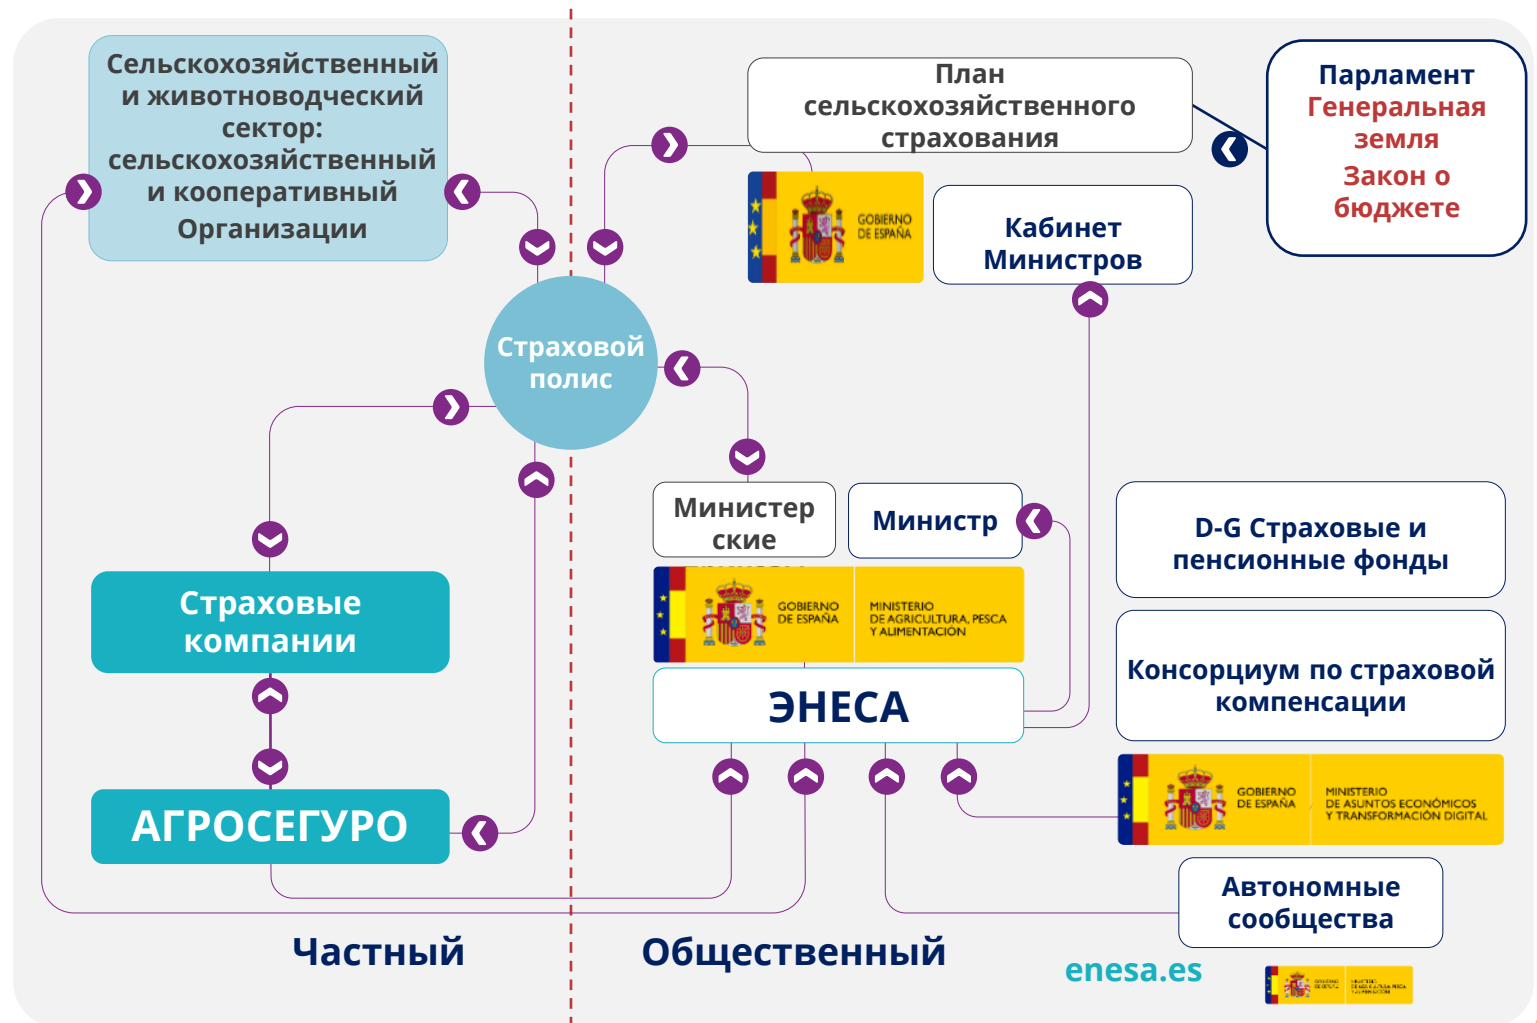 Сельскохозяйственный
и животноводческий
сектор:
сельскохозяйственный
и кооперативный
Организации
План
сельскохозяйственного
страхования
Парламент
Генеральная
земля
Закон о
бюджете
GOBIERNO
DE ESPAÑA
Кабинет
Министров
Страховой
полис
Министер
ские
Министр
D-G Страховые и
пенсионные фонды
GOBIERNO
DE ESPAÑA
MINISTERIO
DE AGRICULTURA, PESCA
Y ALIMENTACIÓN
Страховые
компании
Консорциум по страховой
компенсации
ЭНЕСА
GOBIERNO
DE ESPAÑA
MINISTERIO
DE ASUNTOS ECONÓMICOS
Y TRANSFORMACIÓN DIGITAL
АГРОСЕГУРО
Автономные
сообщества
Частный
Общественный
enesa.es